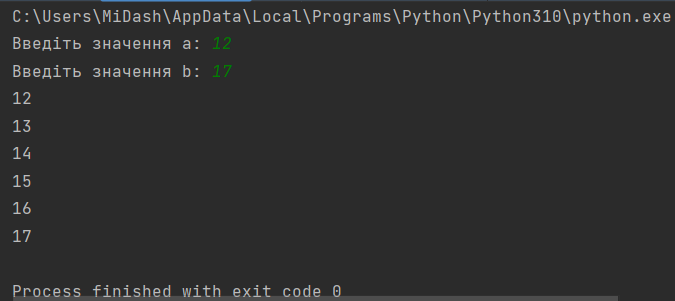 C:\Users\MiDash\AppData\Local\Programs\Python\Python310\python.exe
Введіть значення a: 12
Введіть значення b: 17
12
13
14
15
16
17
Process finished with exit code 0